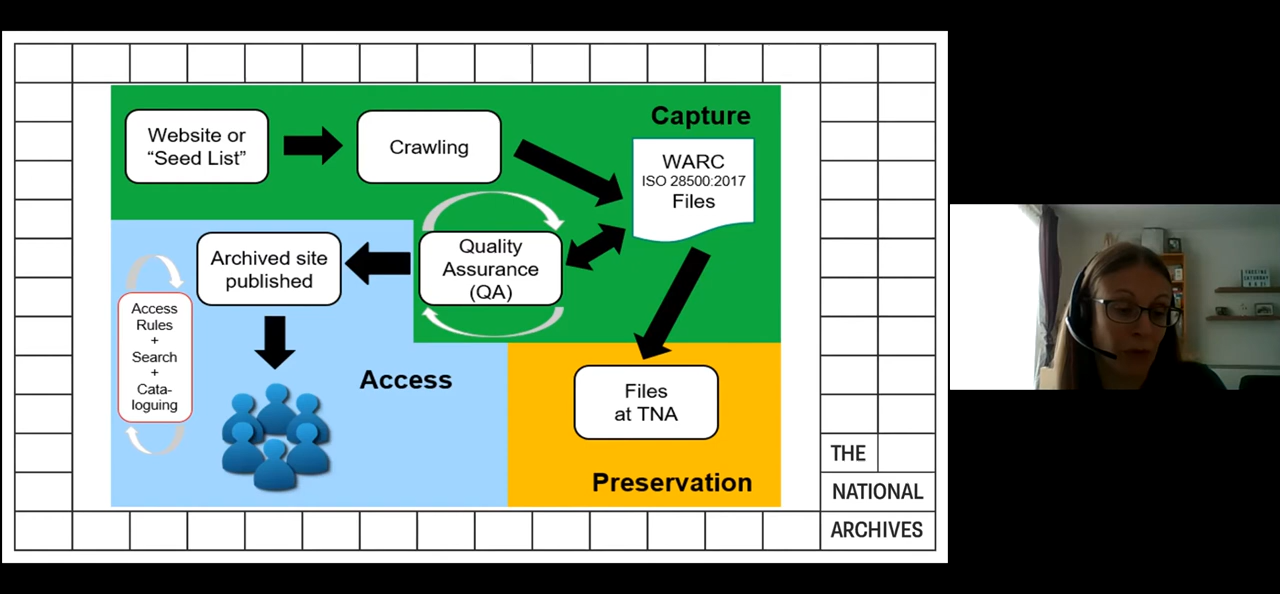 Capture
Website or
“Seed List”
Crawling
WARC
ISO 28500:2017
Files
Quality
Assurance
(QA)
Archived site
published
Access
Rules
+
Search
+
Cata-
loguing
Access
Files
at TNA
Preservation
THE
NATIONAL
ARCHIVES